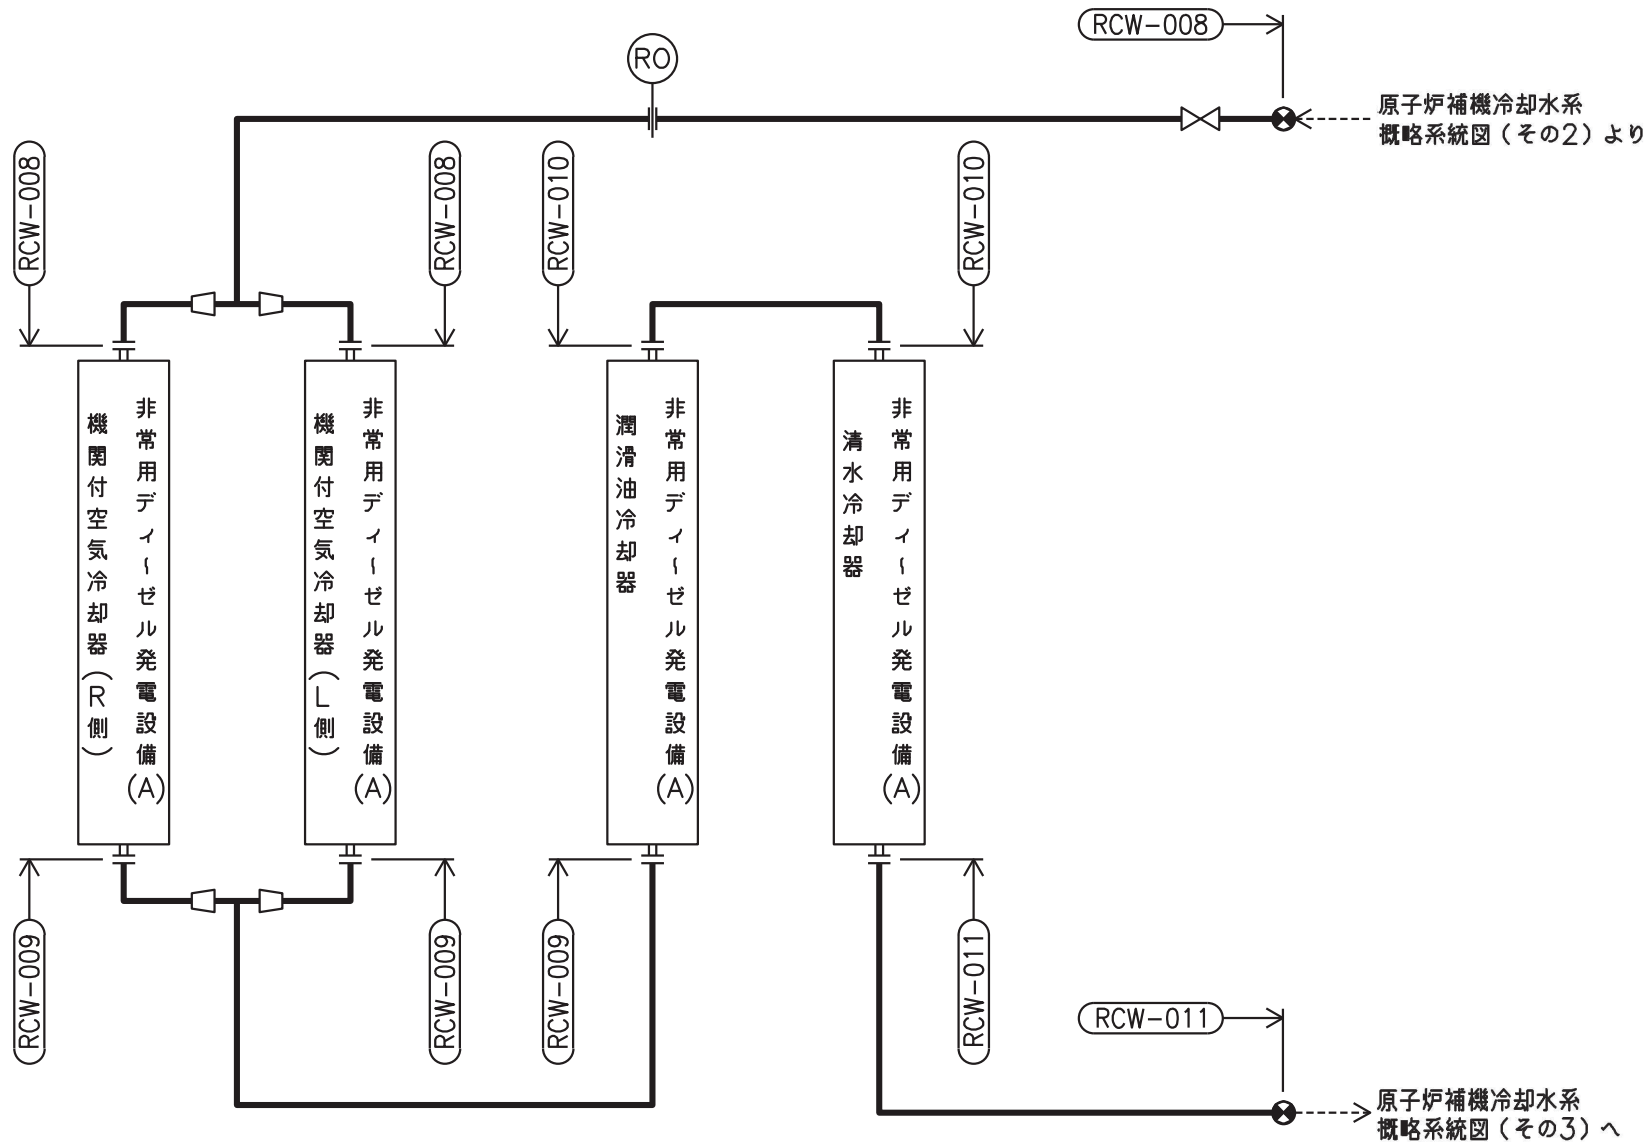 RCW-008
RO
原子炉補機冷却水系
概略系統図(その2)より
RCW-008
RCW-008
RCW-010
RCW-010
非常用ディ~ゼル発電設備(A)
機関付空気冷却器(R側)
非常用ディ~ゼル発電設備(A)
機関付空気冷却器(L側)
非常用ディ~ゼル発電設備(A)
潤滑油冷却器
非常用ディ~ゼル発電設備(A)
清水冷却器
RCW-009
RCW-009
RCW-009
RCW-011
RCW-011
原子炉補機冷却水系
概略系統図(その3)へ